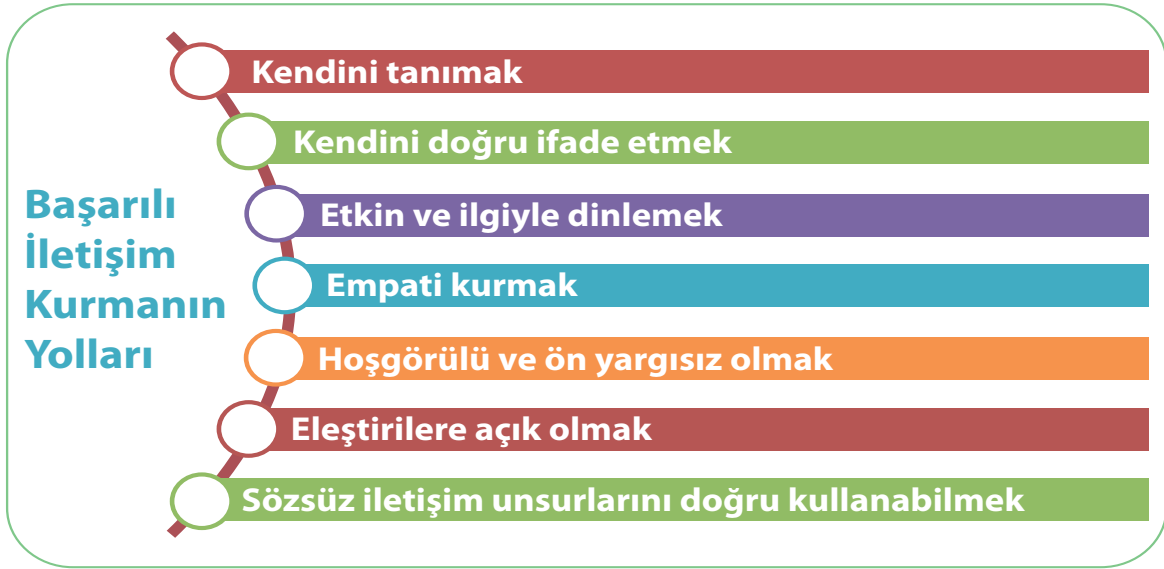 Başarılı
İletişim
Kurmanın
Yolları
Kendini tanımak
Kendini doğru ifade etmek
Etkin ve ilgiyle dinlemek
Empati kurmak
Hoşgörülü ve ön yargısız olmak
Eleştirilere açık olmak
Sözsüz iletişim unsurlarını doğru kullanabilmek